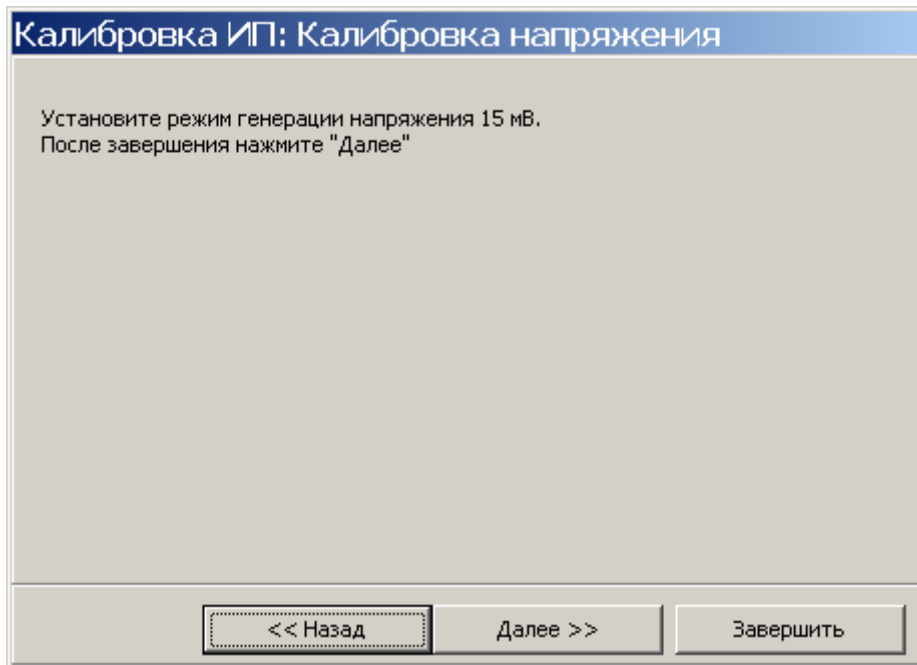 Калибровка ИП: Калибровка напряжения
Установите режим генерации напряжения 15 мВ.
После завершения нажмите "Далее"
<< Назад
Далее >>
Завершить